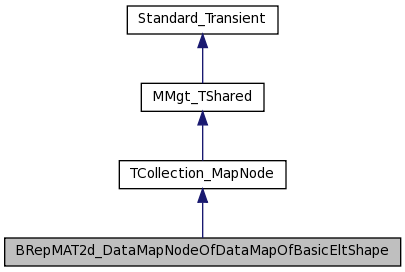 Standard_Transient
MMgt_TShared
TCollection_MapNode
BRepMAT2d_DataMapNodeOfDataMapOfBasicEltShape